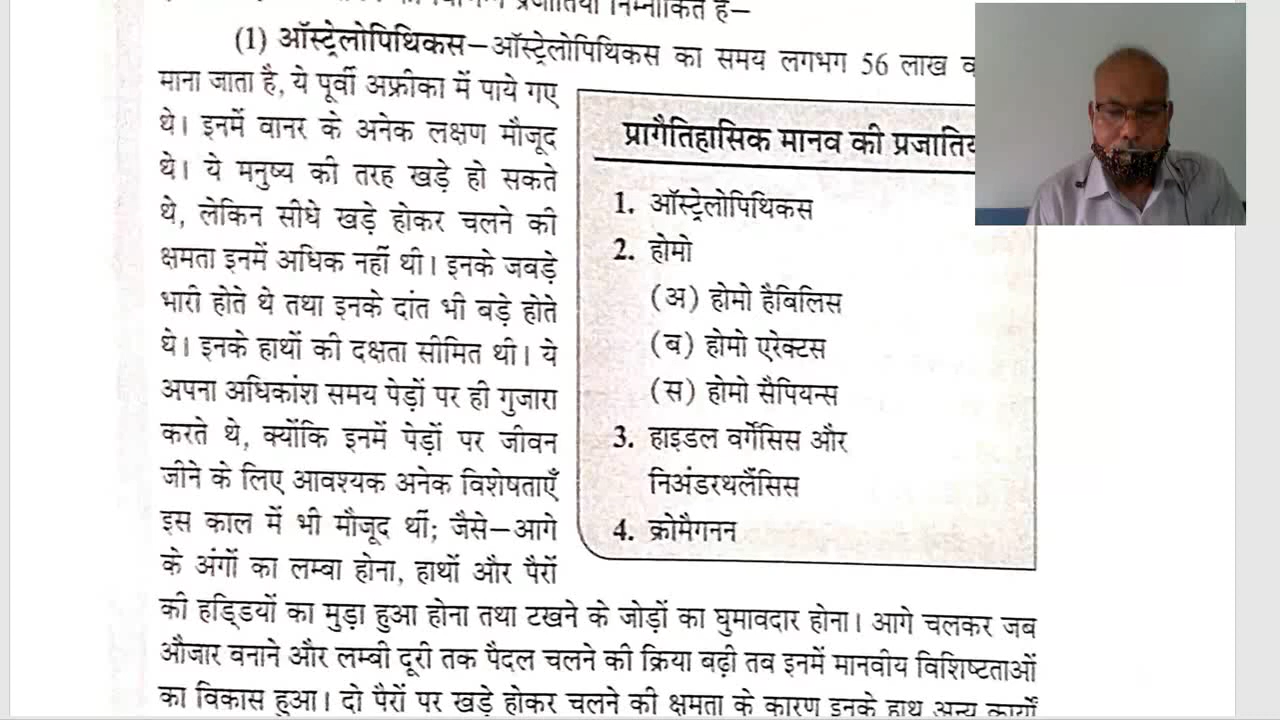 प्रजातियाँ निम्नांकित हैं—
(1) ऑस्ट्रेलोपिथिकस—ऑस्ट्रेलोपिथिकस का समय लगभग 56 लाख
माना जाता है, ये पूर्वी अफ्रीका में पाये गए
थे। इनमें वानर के अनेक लक्षण मौजूद
थे। ये मनुष्य की तरह खड़े हो सकते
थे, लेकिन सीधे खड़े होकर चलने की
क्षमता इनमें अधिक नहीं थी। इनके जबड़े
भारी होते थे तथा इनके दांत भी बड़े होते
थे। इनके हाथों की दक्षता सीमित थी। ये
अपना अधिकांश समय पेड़ों पर ही गुजारा
करते थे, क्योंकि इनमें पेड़ों पर जीवन
जीने के लिए आवश्यक अनेक विशेषताएँ
इस काल में भी मौजूद थीं; जैसे—आगे
के अंगों का लम्बा होना, हाथों और पैरों
प्रागैतिहासिक मानव की
1. ऑस्ट्रेलोपिथिकस
2. होमो
(अ) होमो हैबिलिस
(ब) होमो एरेक्टस
(स) होमो सैपियन्स
3. हाइडल वर्गेसिस और
निअंडरथलैंसिस
4. क्रोमैगनन
की हड्डियों का मुड़ा हुआ होना तथा टखने के जोड़ों का घुमावदार होना। आगे चलकर जब
औजार वनाने और लम्बी दूरी तक पैदल चलने की क्रिया बढ़ी तब इनमें मानवीय विशिष्टताओं
का विकास हुआ। दो पैरों पर खड़े होकर चलने की क्षमता के कारण इनके हाथ अन्य कार्यों